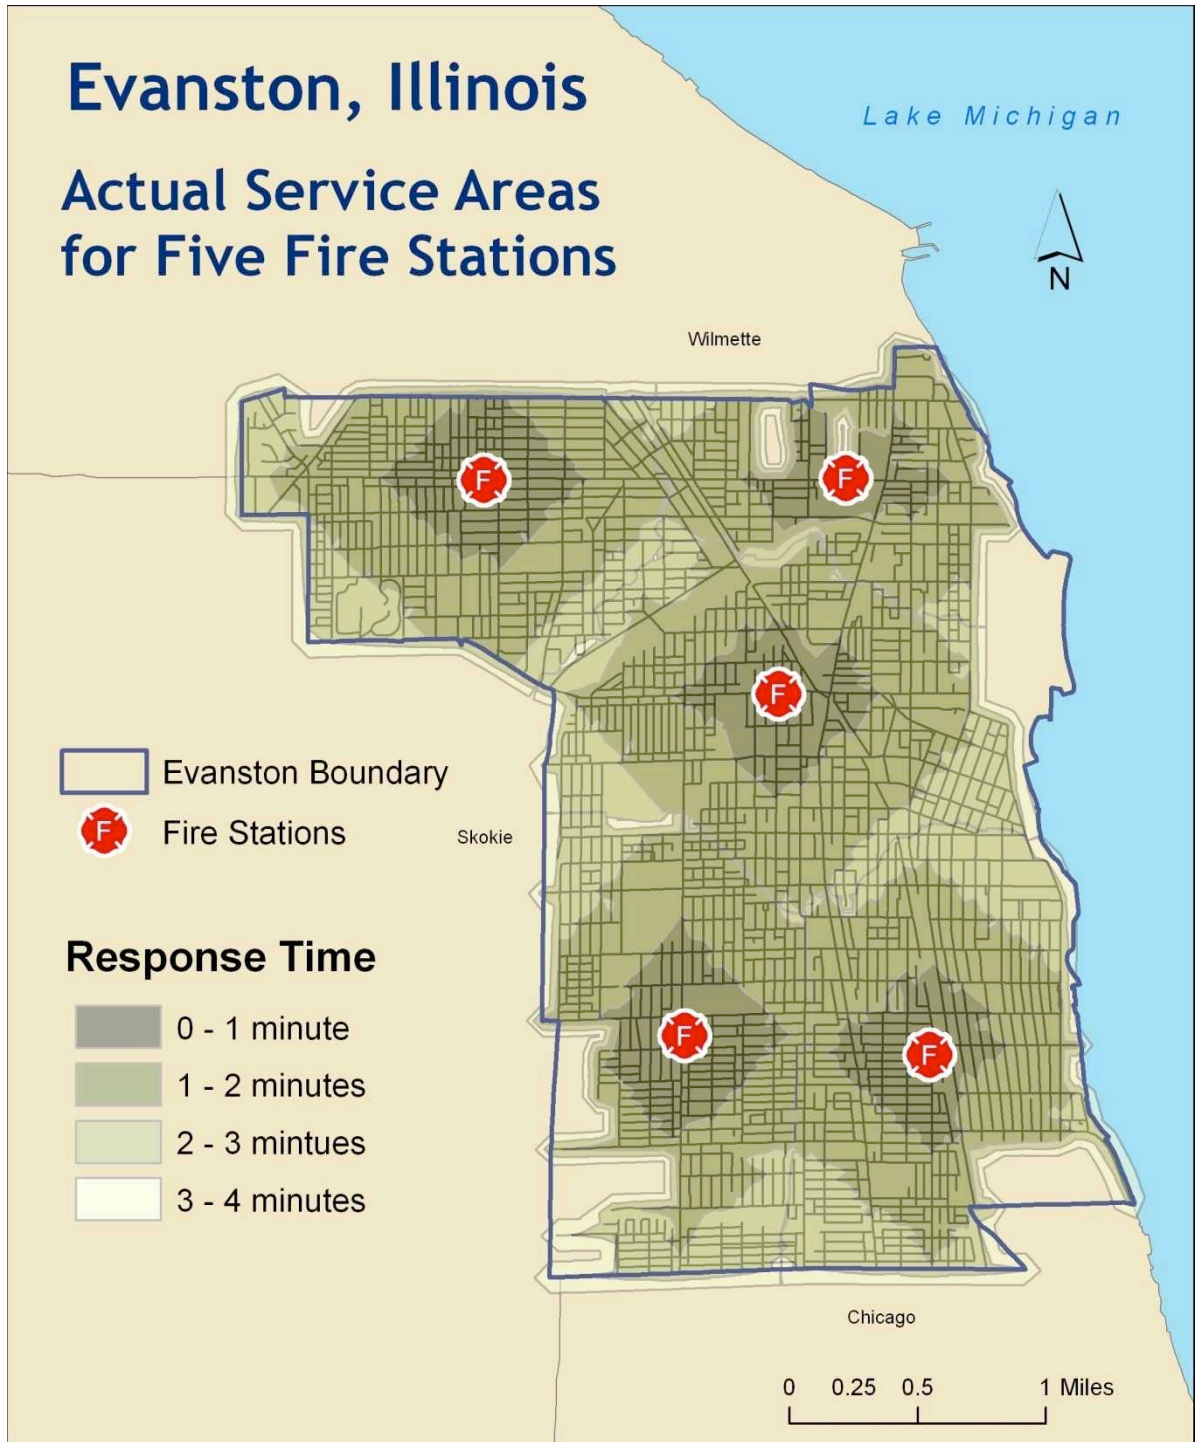 Evanston, Illinois
Actual Service Areas
for Five Fire Stations
Lake Michigan
N
Wilmette
F
F
F
Evanston Boundary
F Fire Stations
Skokie
Response Time
0 - 1 minute
1 - 2 minutes
2 - 3 mintues
3 - 4 minutes
F
F
Chicago
0 0.25 0.5 1 Miles